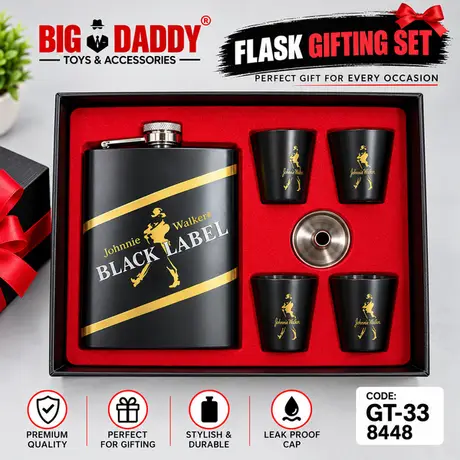 BIG DADDY®
TOYS & ACCESSORIES
FLASK GIFTING SET
PERFECT GIFT FOR EVERY OCCASION
Johnnie Walker®
BLACK LABEL
Johnnie Walker
Johnnie Walker
Johnnie Walker
Johnnie Walker
PREMIUM
QUALITY
PERFECT
FOR GIFTING
STYLISH &
DURABLE
LEAK PROOF
CAP
CODE:
GT-33
8448